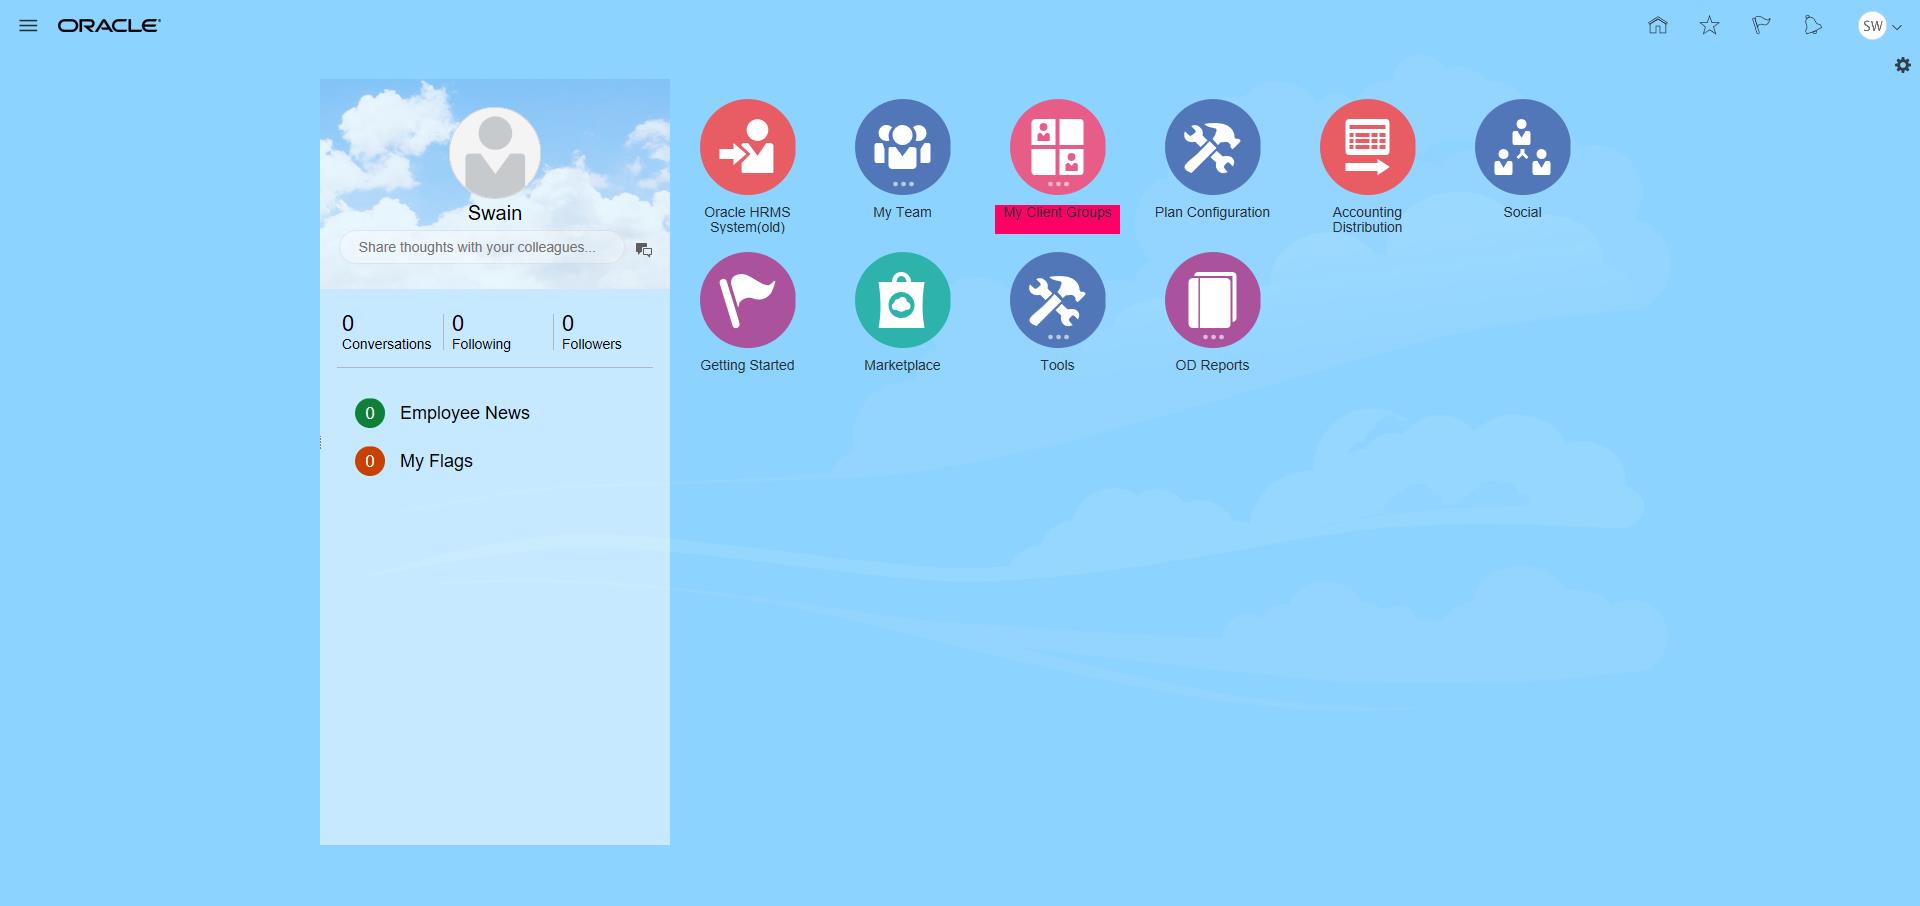 ORACLE
SW
Swain
Share thoughts with your colleagues...
0
Conversations
0
Following
0
Followers
0 Employee News
0 My Flags
Oracle HRMS
System(old)
My Team
My Client Groups
Plan Configuration
Accounting
Distribution
Social
Getting Started
Marketplace
Tools
OD Reports